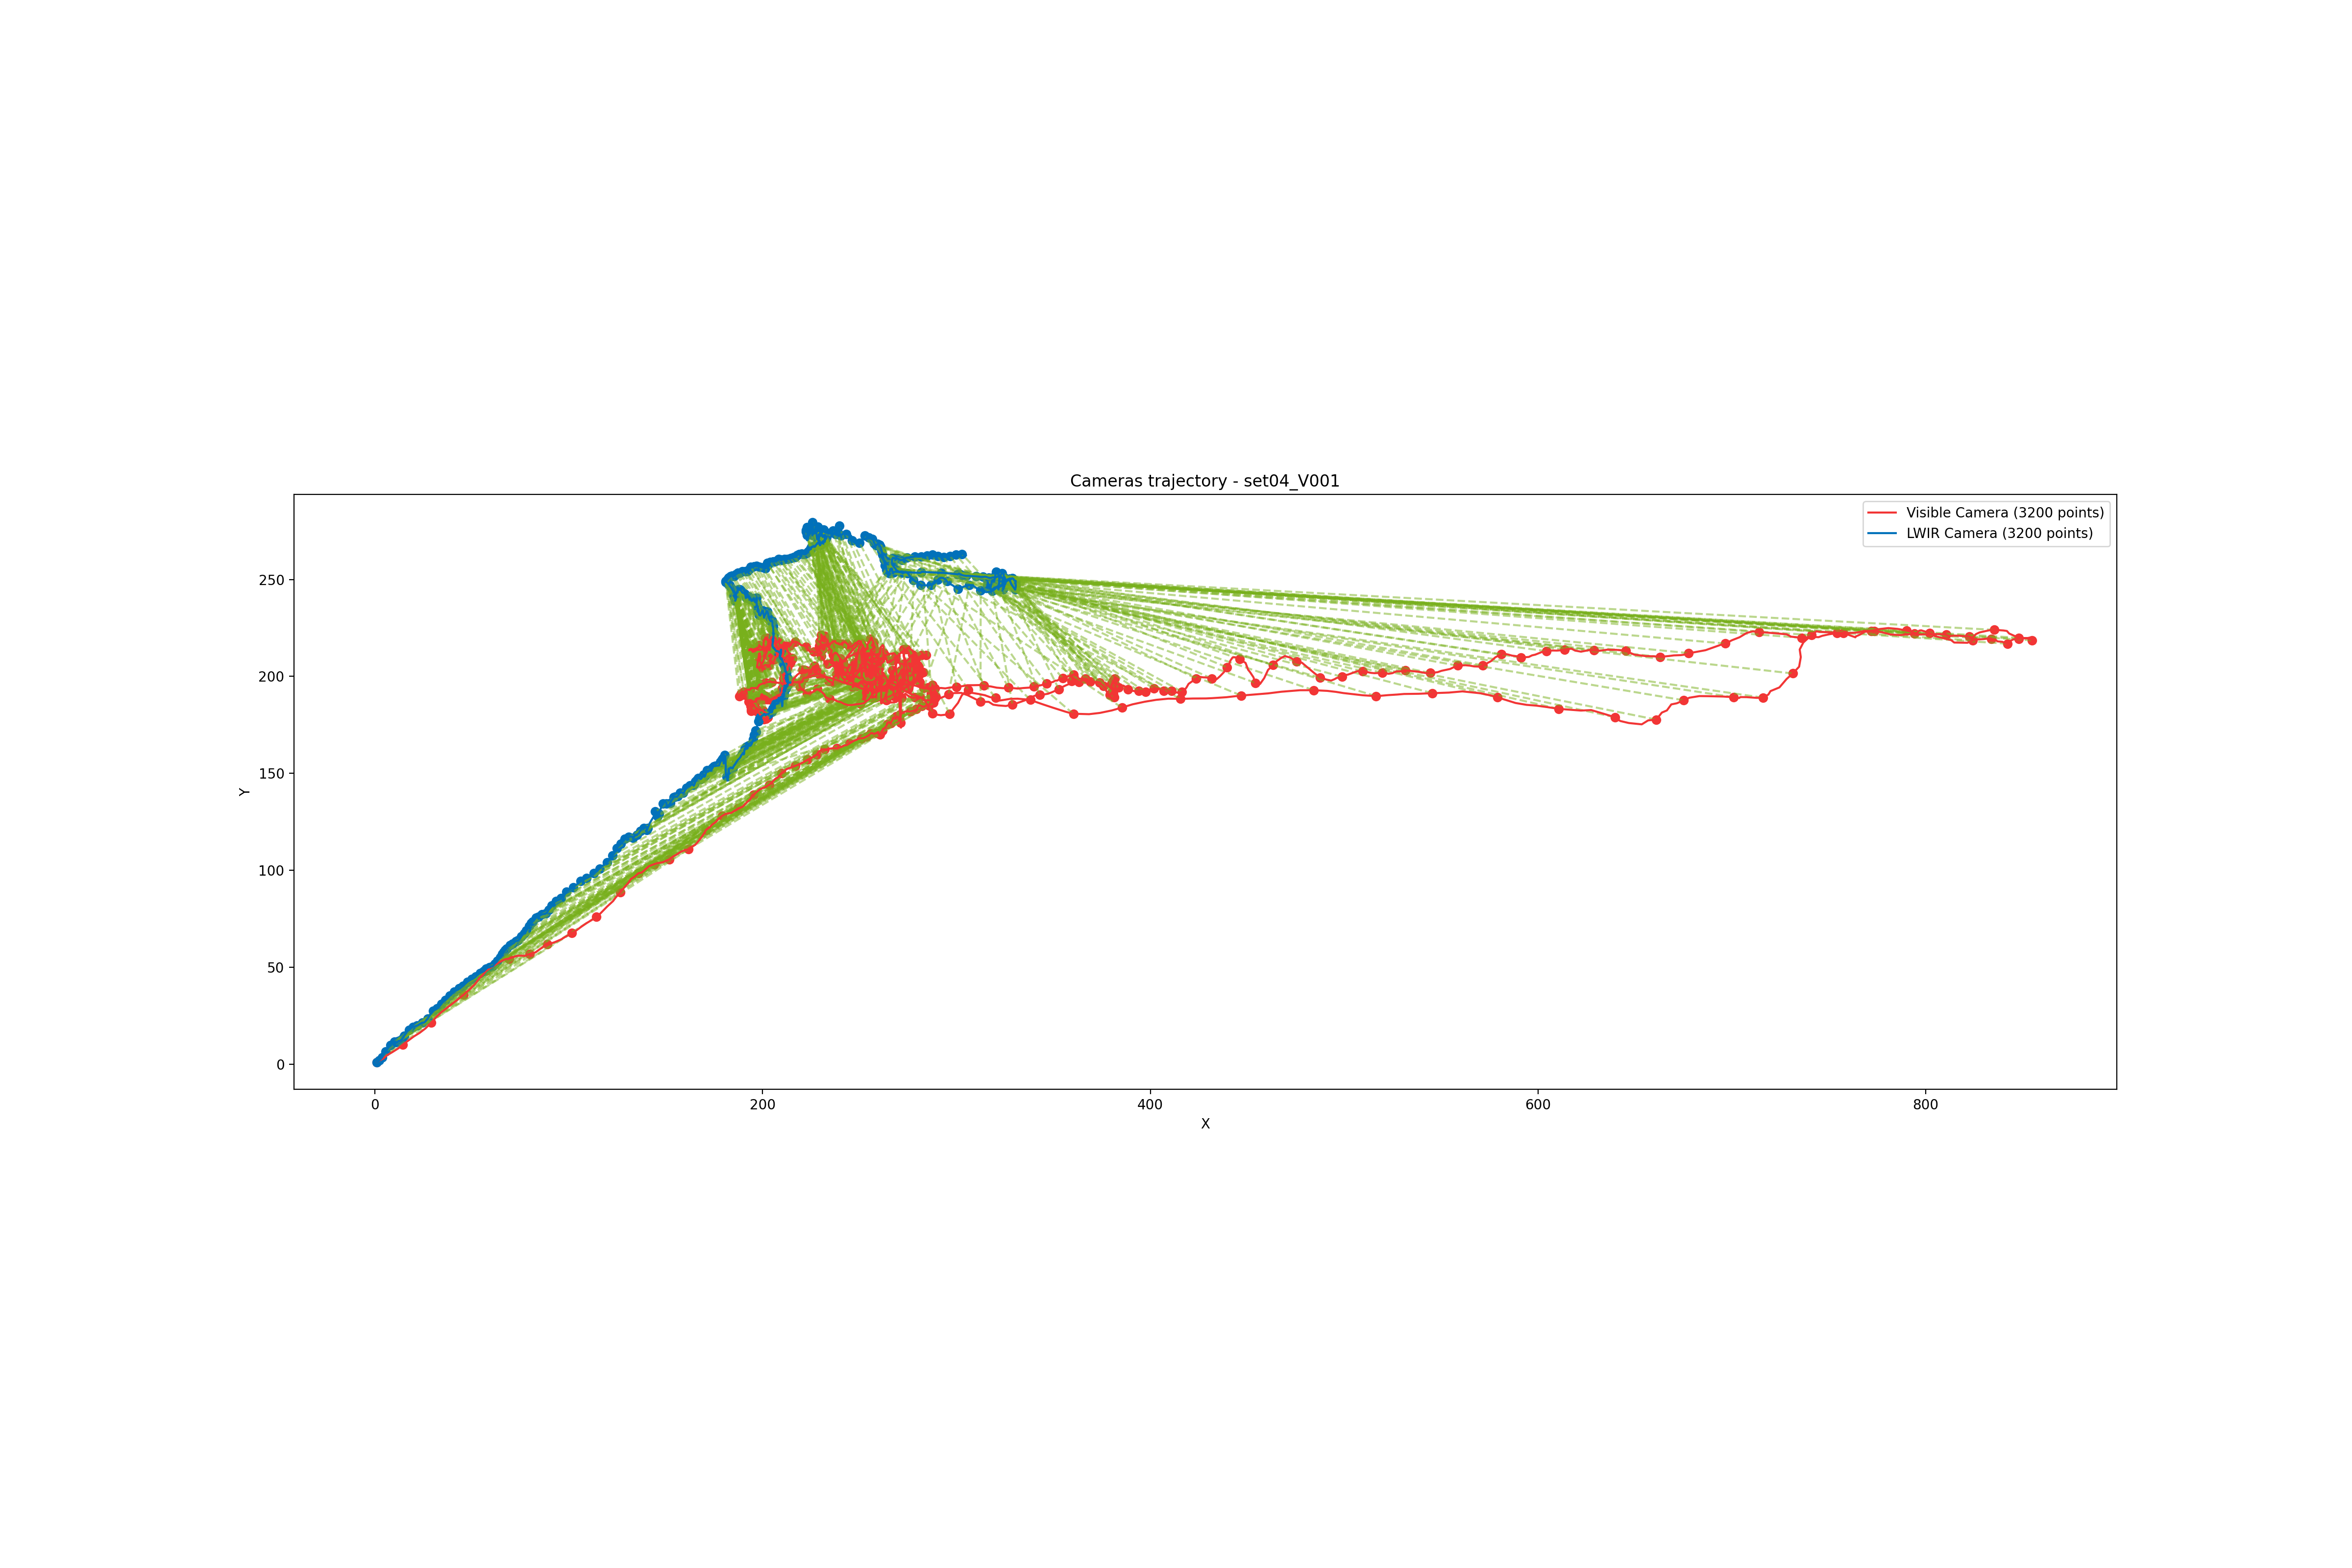 Cameras trajectory - set04_V001
Visible Camera (3200 points)
LWIR Camera (3200 points)
250
200
150
100
50
0
Y
0 200 400 600 800
X